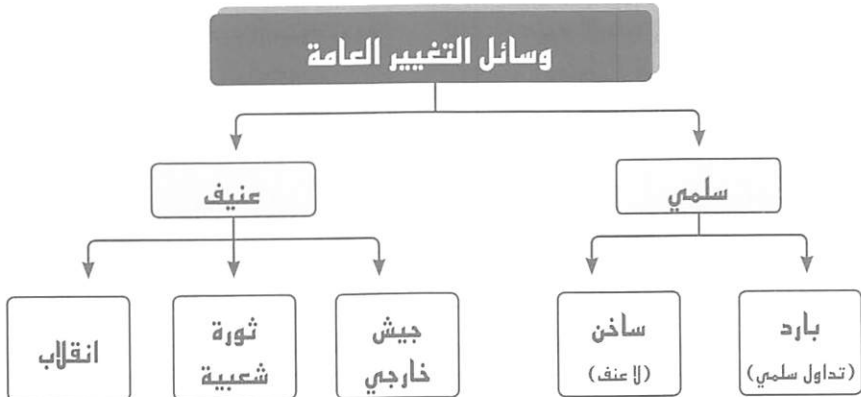 وسائل التغيير العامة
سلمي
عنيف
بارد
(تداول سلمي)
ساخن
(لا عنف)
جيش
خارجي
ثورة
شعبية
انقلاب